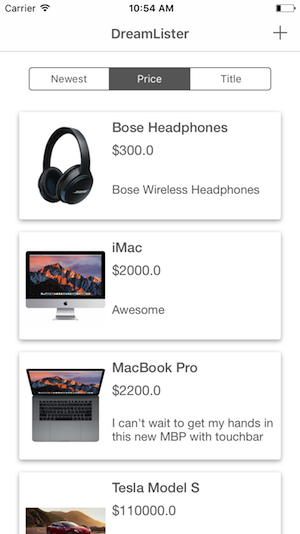 Carrier 10:54 AM
DreamLister
Newest Price Title
Bose Headphones
$300.0
Bose Wireless Headphones
iMac
$2000.0
Awesome
MacBook Pro
$2200.0
I can't wait to get my hands in
this new MBP with touchbar
Tesla Model S
$110000.0